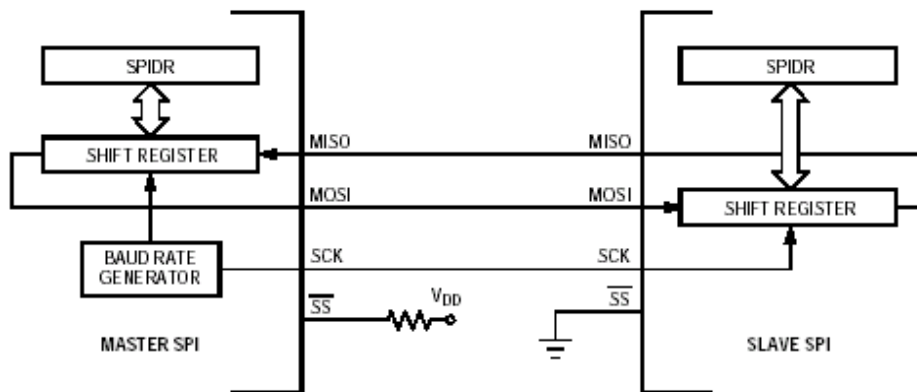 SPIDR
SHIFT REGISTER
BAUD RATE
GENERATOR
MASTER SPI
MISO
MOSI
SCK
SS
VDD
MISO
MOSI
SCK
SS
SPIDR
SHIFT REGISTER
SLAVE SPI